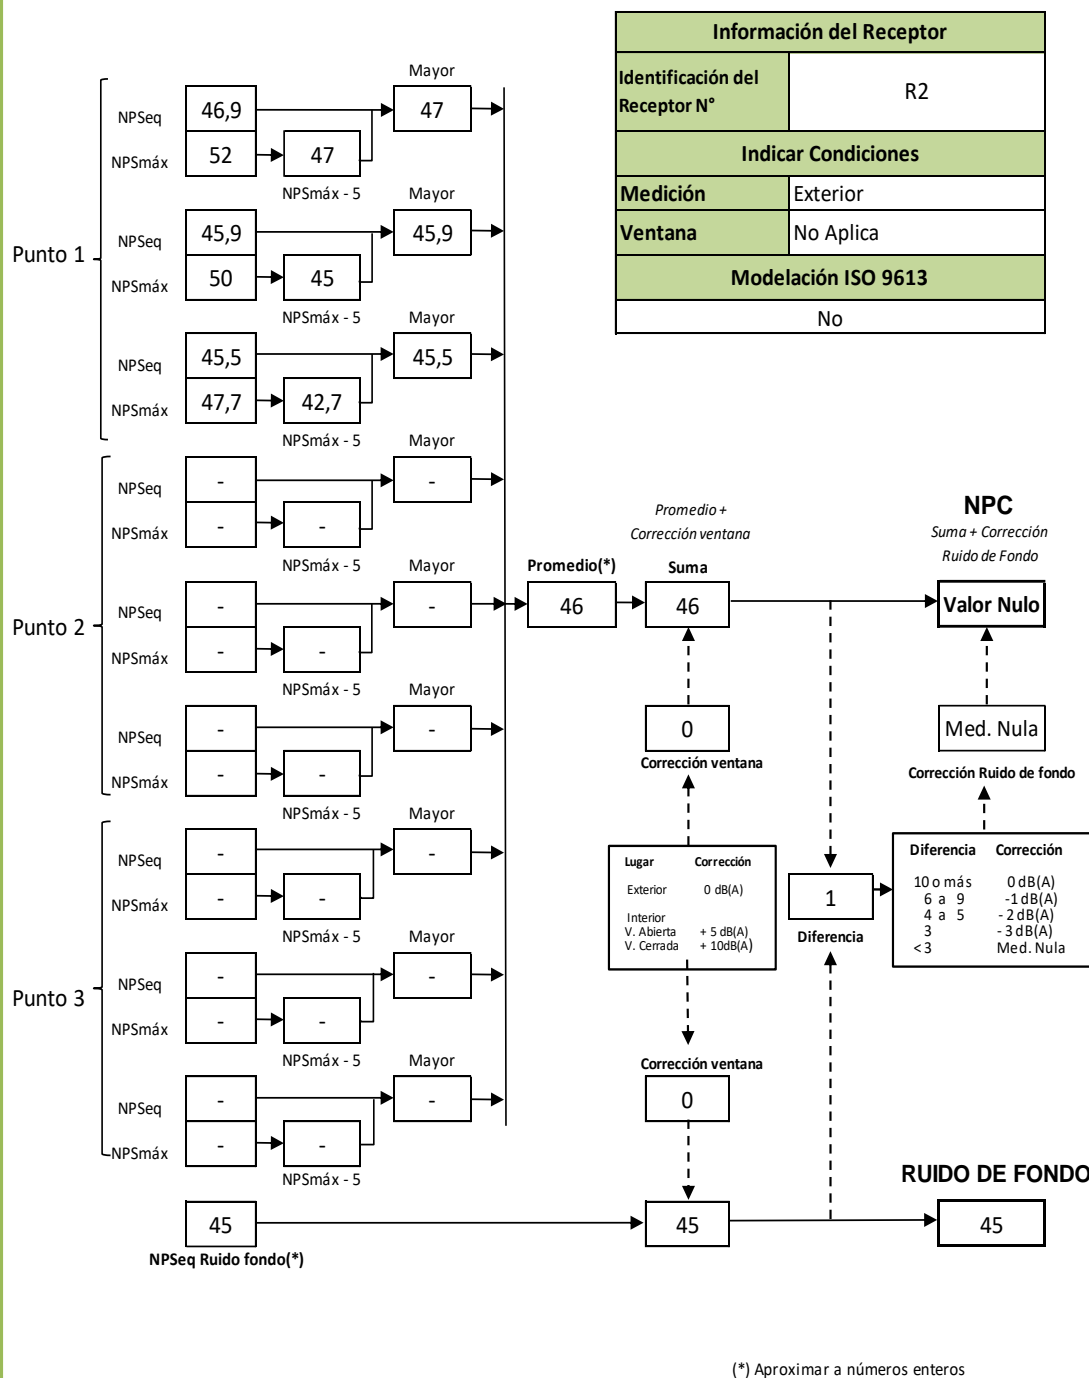 Información del Receptor
Identificación del Receptor N° R2
Indicar Condiciones
Medición Exterior
Ventana No Aplica
Modelación ISO 9613
No
Punto 1
Mayor
NPSeq 46,9 47
NPSmáx 52 47
NPSmáx - 5
Mayor
NPSeq 45,9 45,9
NPSmáx 50 45
NPSmáx - 5
Mayor
NPSeq 45,5 45,5
NPSmáx 47,7 42,7
NPSmáx - 5
Punto 2
Mayor
NPSeq - -
NPSmáx - -
NPSmáx - 5
Mayor
NPSeq - -
NPSmáx - -
NPSmáx - 5
Mayor
NPSeq - -
NPSmáx - -
NPSmáx - 5
Punto 3
Mayor
NPSeq - -
NPSmáx - -
NPSmáx - 5
Mayor
NPSeq - -
NPSmáx - -
NPSmáx - 5
Mayor
NPSeq - -
NPSmáx - -
NPSmáx - 5
Promedio(*)
46
Promedio +
Corrección ventana
Suma
46
NPC
Suma + Corrección
Ruido de Fondo
Valor Nulo
0
Corrección ventana
Med. Nula
Corrección Ruido de fondo
Lugar Corrección
Exterior 0 dB(A)
Interior
V. Abierta + 5 dB(A)
V. Cerrada + 10dB(A)
1
Diferencia
Diferencia Corrección
10 o más 0 dB(A)
6 a 9 -1 dB(A)
4 a 5 - 2 dB(A)
3 - 3 dB(A)
< 3 Med. Nula
Corrección ventana
0
RUIDO DE FONDO
45 45 45
NPSeq Ruido fondo(*)
(*) Aproximar a números enteros